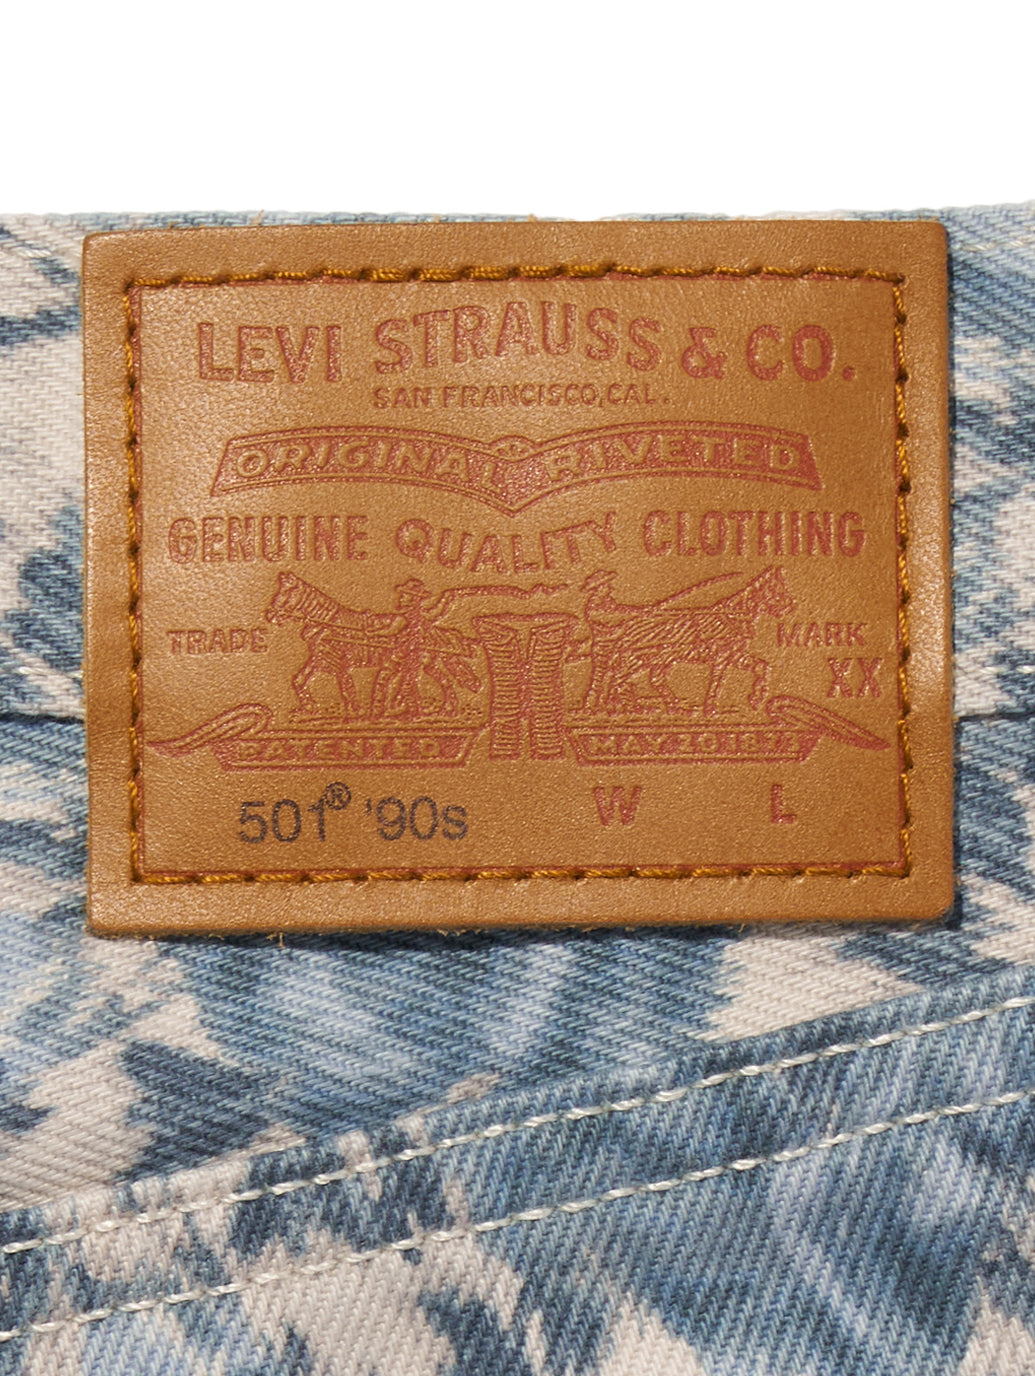 LEVI STRAUSS & CO.
SAN FRANCISCO, CAL.
ORIGINAL RIVETED
GENUINE QUALITY CLOTHING
TRADE MARK
XX
PATENTED MAY 20 1873
501® '90s W L